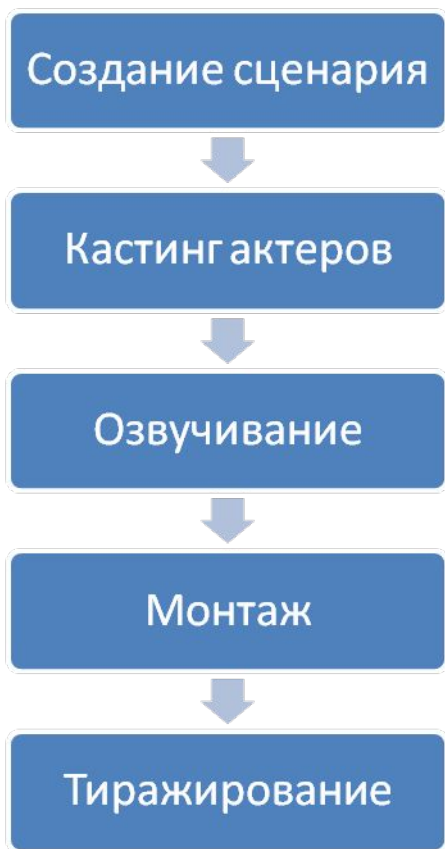 Создание сценария
Кастинг актеров
Озвучивание
Монтаж
Тиражирование